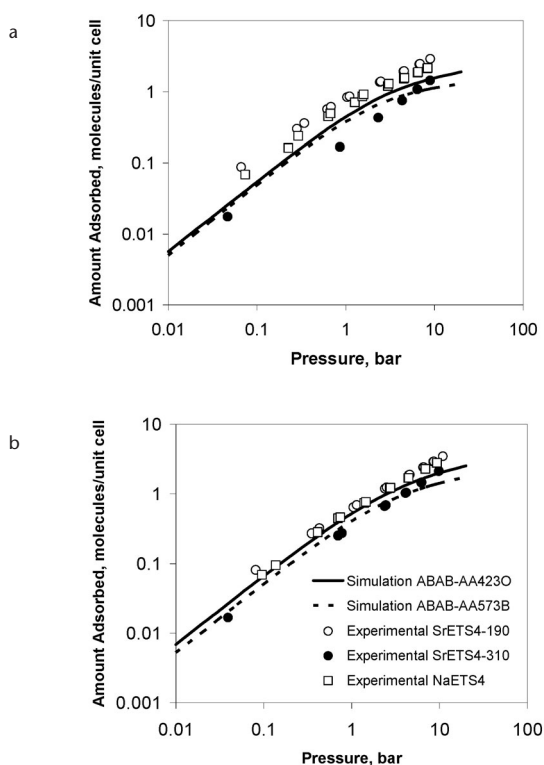 a
10
1
0.1
0.01
0.001
Amount Adsorbed, molecules/unit cell
0.01 0.1 1 10 100
Pressure, bar
b
10
1
0.1
0.01
0.001
Amount Adsorbed, molecules/unit cell
Simulation ABAB-AA423O
Simulation ABAB-AA573B
Experimental SrETS4-190
Experimental SrETS4-310
Experimental NaETS4
0.01 0.1 1 10 100
Pressure, bar